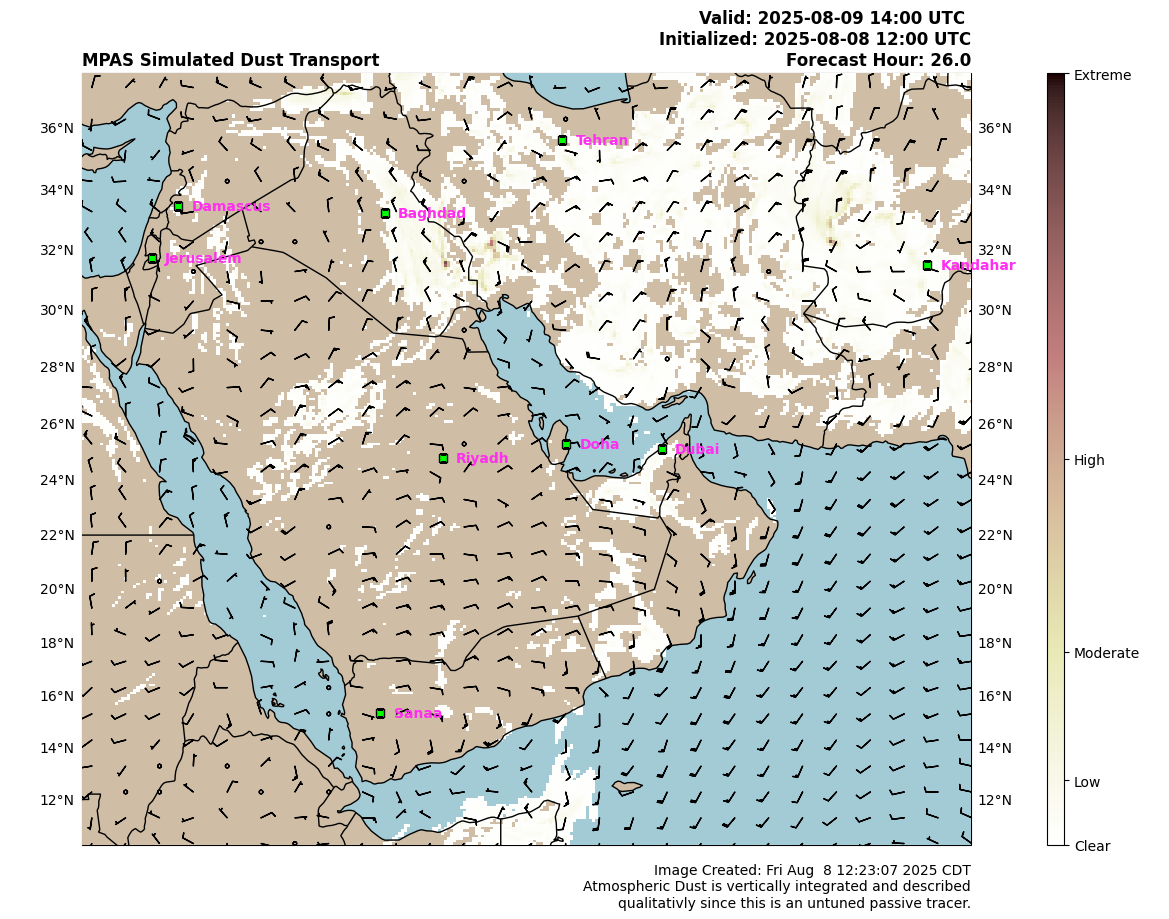 Valid: 2025-08-09 14:00 UTC
Initialized: 2025-08-08 12:00 UTC
MPAS Simulated Dust Transport Forecast Hour: 26.0
Extreme
36°N Tehran 36°N
34°N 34°N
Damascus Baghdad
32°N 32°N
Jerusalem Kandahar
30°N 30°N
28°N 28°N
26°N 26°N
Doha Dubai
Riyadh High
24°N 24°N
22°N 22°N
20°N 20°N
18°N 18°N
Moderate
16°N 16°N
Sanaa
14°N 14°N
Low
12°N 12°N
Clear
Image Created: Fri Aug  8 12:23:07 2025 CDT
Atmospheric Dust is vertically integrated and described
qualitativly since this is an untuned passive tracer.